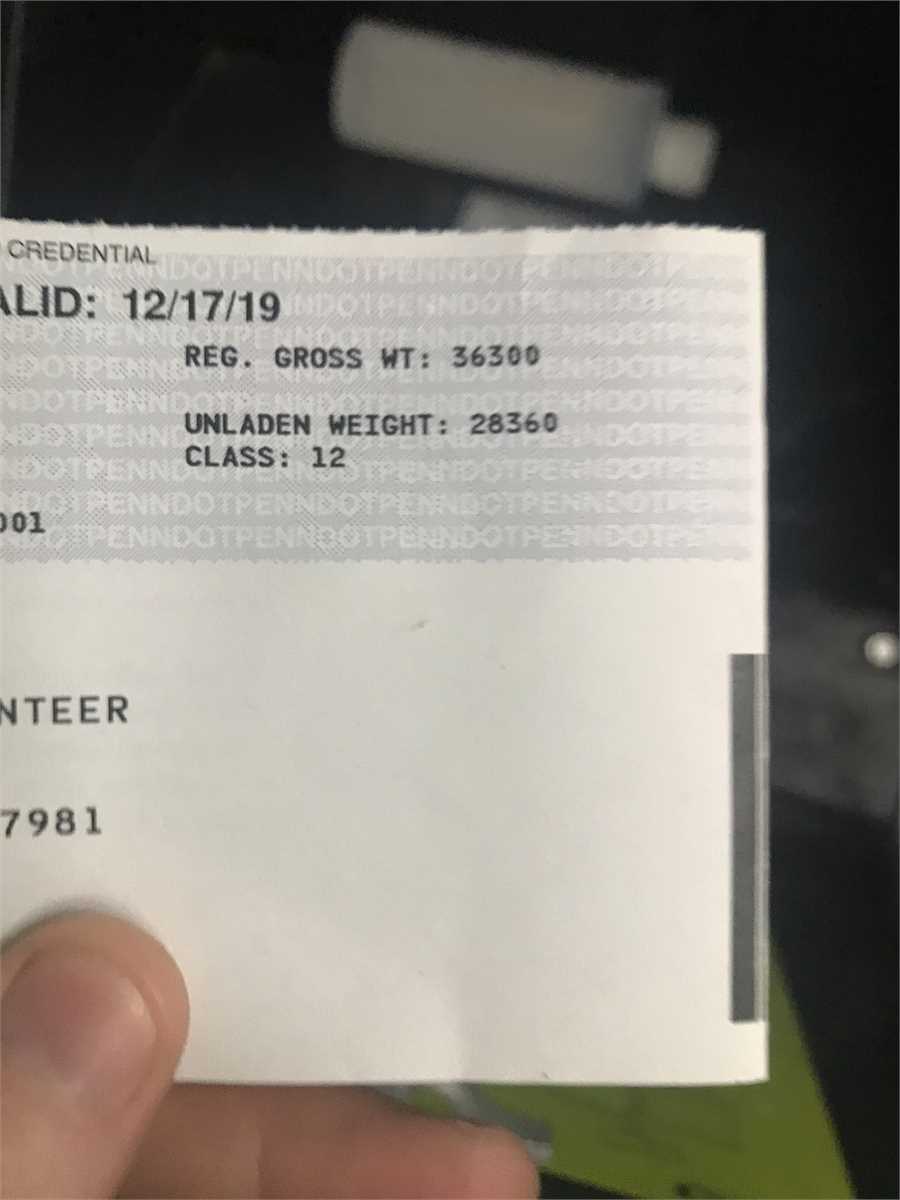 CREDENTIAL
ALID: 12/17/19
REG. GROSS WT: 36300
UNLADEN WEIGHT: 28360
CLASS: 12
001
NTEER
7981